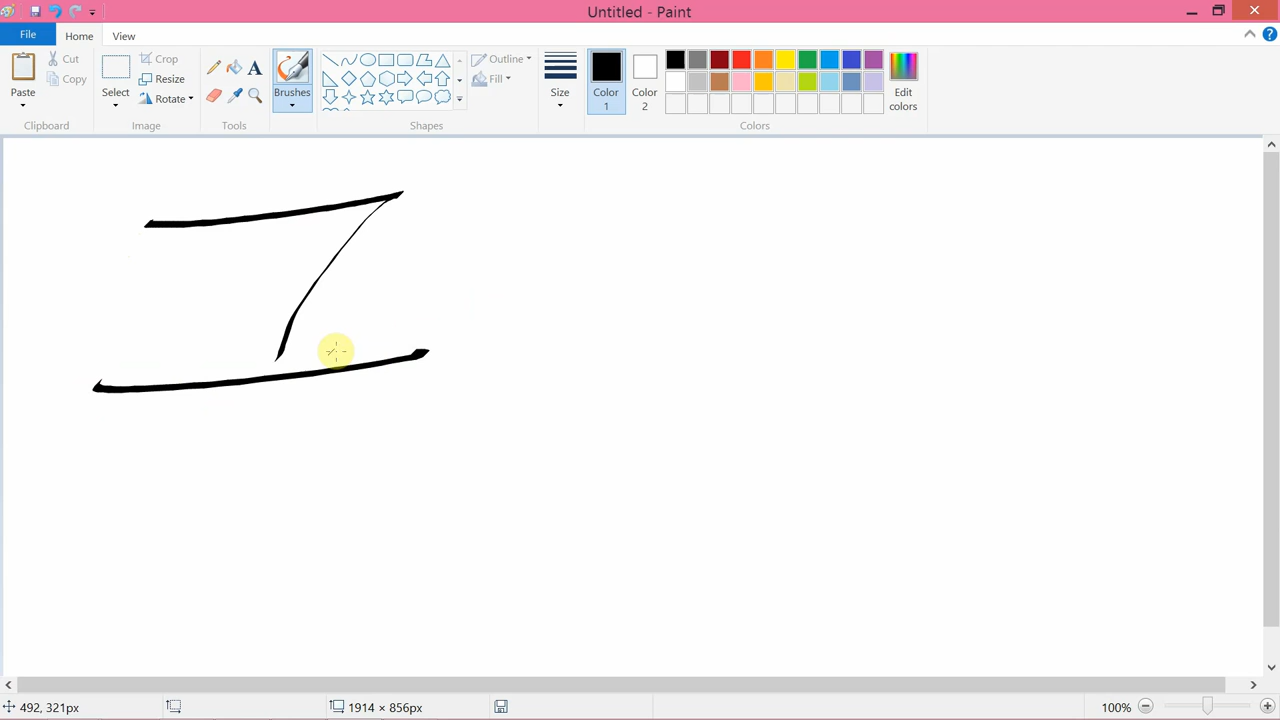 Untitled - Paint
File Home View
Paste
Cut
Copy
Clipboard
Select
Crop
Resize
Rotate
Image
Tools
Brushes
Outline
Fill
Shapes
Size
Color 1
Color 2
Edit colors
Colors
492, 321px
1914 × 856px
100%